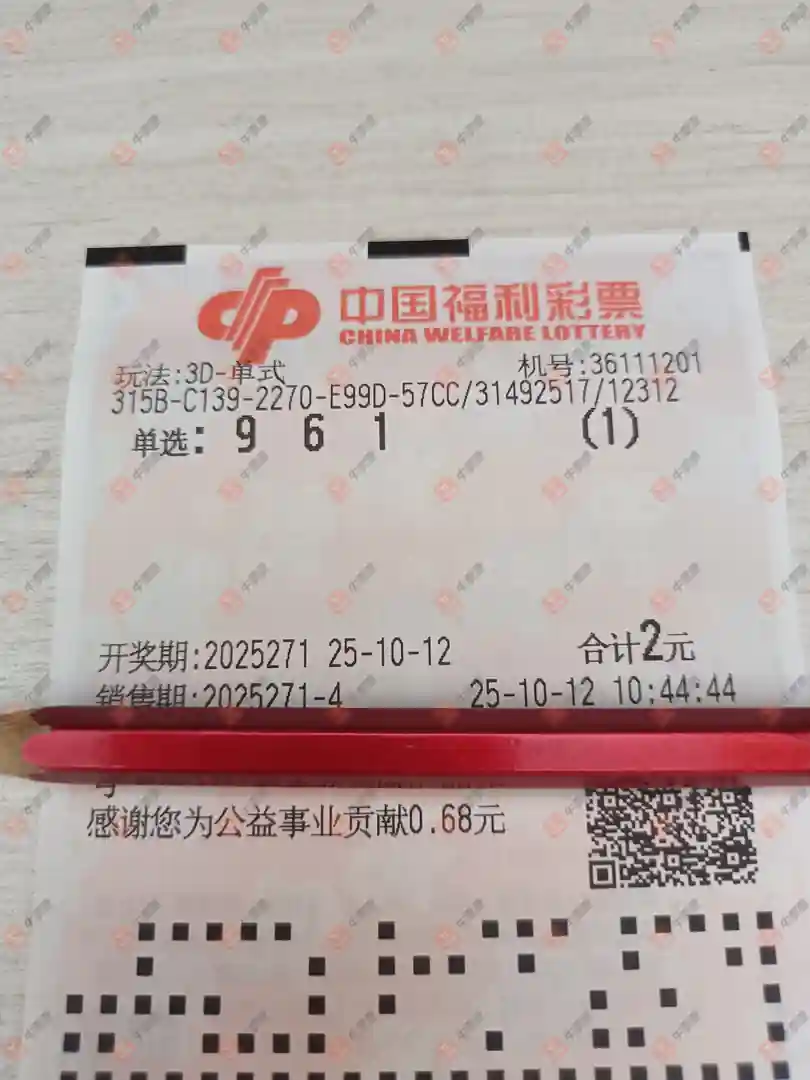 中国福利彩票
CHINA WELFARE LOTTERY
玩法:3D-单式 机号:36111201
315B-C139-2270-E99D-57CC/31492517/12312
单选: 9 6 1 (1)
开奖期:2025271 25-10-12 合计2元
销售期:2025271-4 25-10-12 10:44:44
感谢您为公益事业贡献0.68元